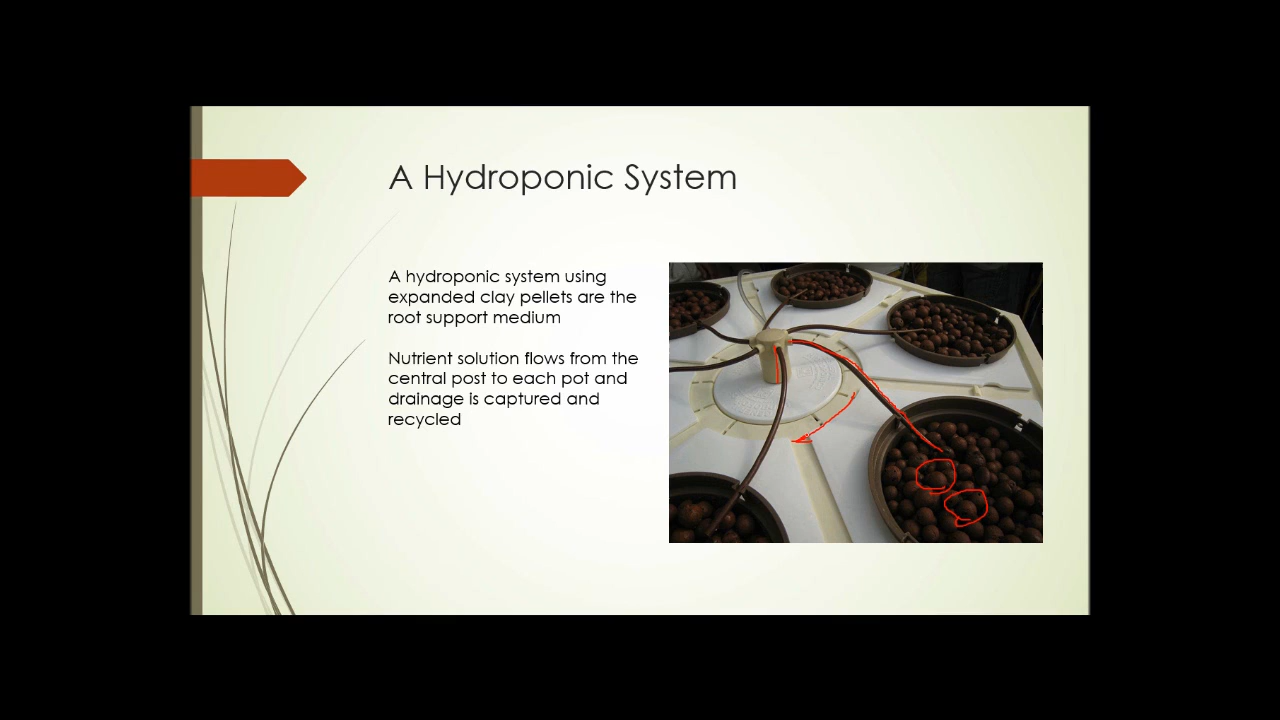 A Hydroponic System
A hydroponic system using
expanded clay pellets are the
root support medium
Nutrient solution flows from the
central post to each pot and
drainage is captured and
recycled